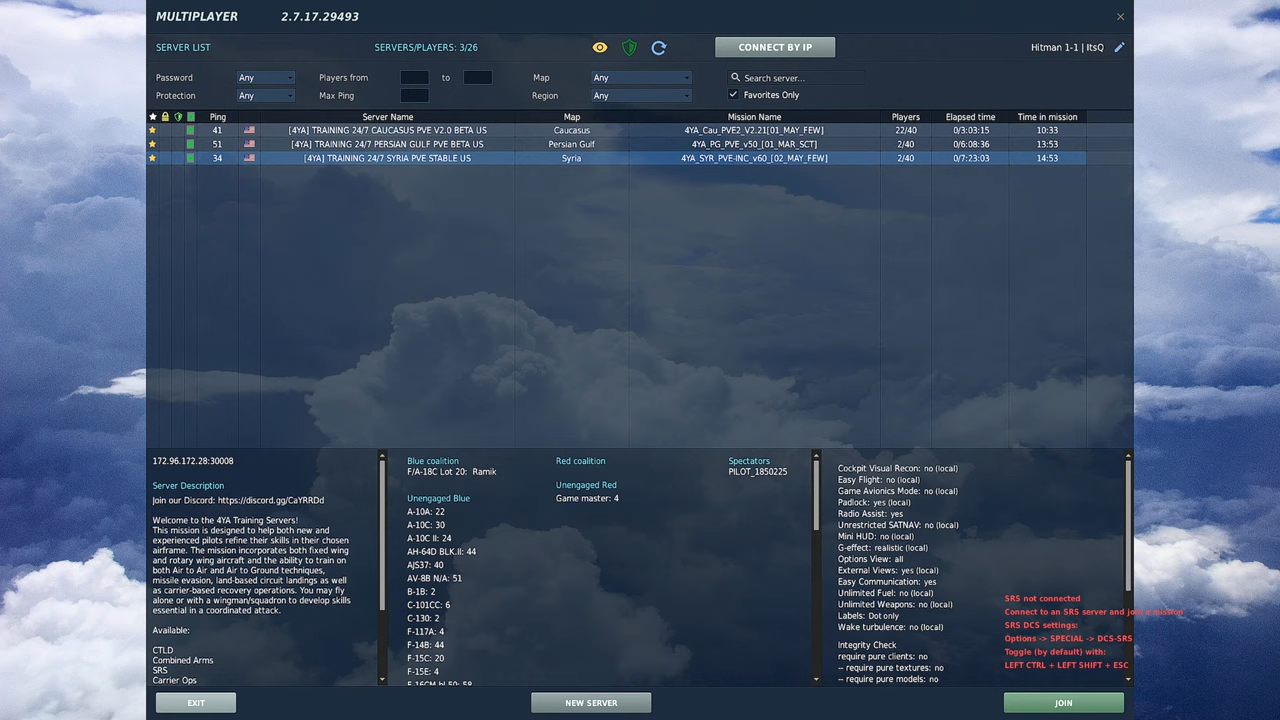 MULTIPLAYER 2.7.17.29493
SERVER LIST SERVERS/PLAYERS: 3/26 CONNECT BY IP Hitman 1-1 | ItsQ
Password Any Players from to Map Any Search server...
Protection Any Max Ping Region Any Favorites Only
Ping Server Name Map Mission Name Players Elapsed time Time in mission
41 [4YA] TRAINING 24/7 CAUCASUS PVE V2.0 BETA US Caucasus 4YA_Cau_PVE2_V2.21[01_MAY_FEW] 22/40 0/3:03:15 10:33
51 [4YA] TRAINING 24/7 PERSIAN GULF PVE BETA US Persian Gulf 4YA_PG_PVE_v50_[01_MAR_SCT] 2/40 0/6:08:36 13:53
34 [4YA] TRAINING 24/7 SYRIA PVE STABLE US Syria 4YA_SYR_PVE-INC_v60_[02_MAY_FEW] 2/40 0/7:23:03 14:53
172.96.172.28:30008
Server Description
Join our Discord: https://discord.gg/CaYRRDd
Welcome to the 4YA Training Servers!
This mission is designed to help both new and
experienced pilots refine their skills in their chosen
airframe. The mission incorporates both fixed wing
and rotary wing aircraft and the ability to train on
both Air to Air and Air to Ground techniques,
missile evasion, land-based circuit landings as well
as carrier-based recovery operations. You may fly
alone or with a wingman/squadron to develop skills
essential in a coordinated attack.
Available:
CTLD
Combined Arms
SRS
Carrier Ops
Blue coalition
F/A-18C Lot 20: Ramik
Unengaged Blue
A-10A: 22
A-10C: 30
A-10C II: 24
AH-64D BLK.II: 44
AJS37: 40
AV-8B N/A: 51
B-1B: 2
C-101CC: 6
C-130: 2
F-117A: 4
F-14B: 44
F-15C: 20
F-15E: 4
F-16CM bl.50: 58
Red coalition
Unengaged Red
Game master: 4
Spectators
PILOT_1850225
Cockpit Visual Recon: no (local)
Easy Flight: no (local)
Game Avionics Mode: no (local)
Padlock: yes (local)
Radio Assist: yes
Unrestricted SATNAV: no (local)
Mini HUD: no (local)
G-effect: realistic (local)
Options View: all
External Views: yes (local)
Easy Communication: yes
Unlimited Fuel: no (local)
Unlimited Weapons: no (local)
Labels: Dot only
Wake turbulence: no (local)
Integrity Check
require pure clients: no
-- require pure textures: no
-- require pure models: no
SRS not connected
Connect to an SRS server and join a mission
SRS DCS settings:
Options -> SPECIAL -> DCS-SRS
Toggle (by default) with:
LEFT CTRL + LEFT SHIFT + ESC
EXIT NEW SERVER JOIN